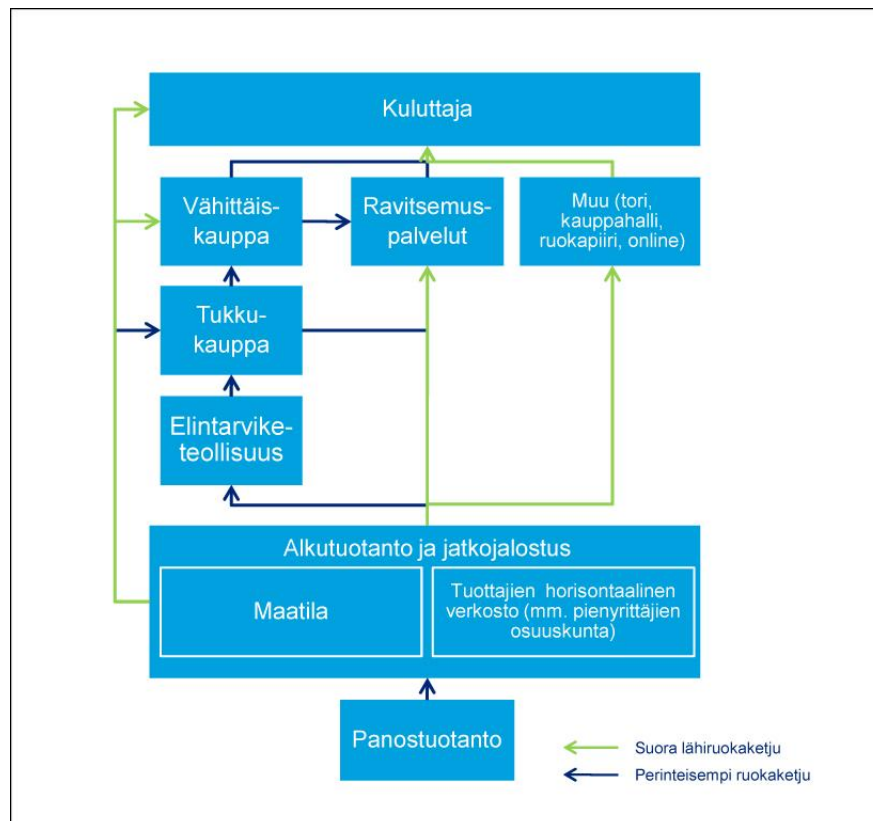 Kuluttaja
Vähittäis-
kauppa
Ravitsemus-
palvelut
Muu (tori,
kauppahalli,
ruokapiiri, online)
Tukku-
kauppa
Elintarvike-
teollisuus
Alkutuotanto ja jatkojalostus
Maatila
Tuottajien horisontaalinen
verkosto (mm. pienyrittäjien
osuuskunta)
Panostuotanto
Suora lähiruokaketju
Perinteisempi ruokaketju